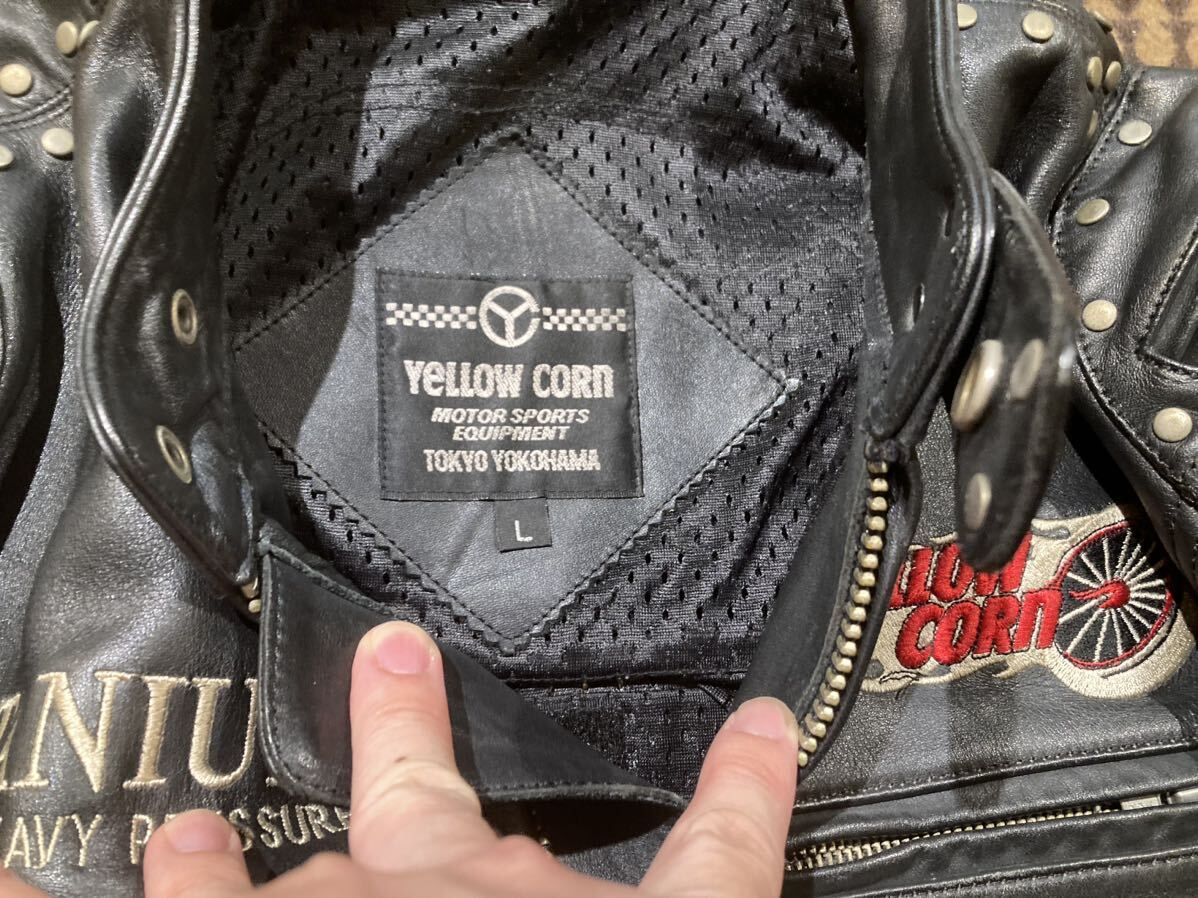 YELLOW CORN
MOTOR SPORTS
EQUIPMENT
TOKYO YOKOHAMA
L
CORN